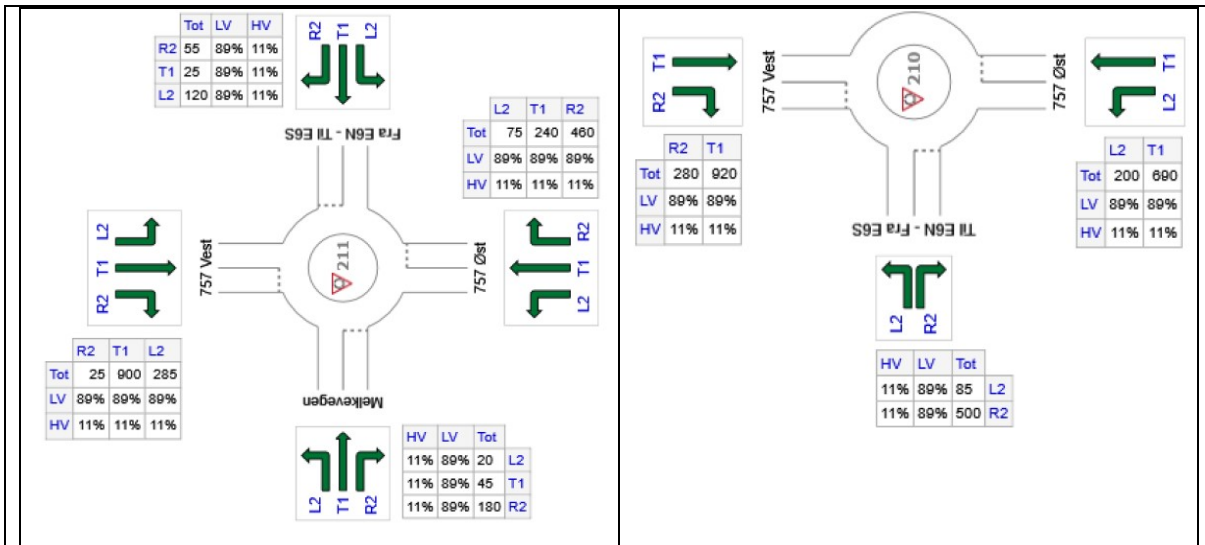 Tot LV HV
R2 55 89% 11%
T1 25 89% 11%
L2 120 89% 11%
R2 T1 L2
L2 T1 R2
Tot 75 240 460
LV 89% 89% 89%
HV 11% 11% 11%
Fra E6N - Til E6S
L2
T1
R2
757 Vest
211
757 Øst
R2
T1
L2
R2 T1 L2
Tot 25 900 285
LV 89% 89% 89%
HV 11% 11% 11%
Melkevegen
L2 T1 R2
HV LV Tot
11% 89% 20 L2
11% 89% 45 T1
11% 89% 180 R2
T1
R2
757 Vest
210
757 Øst
T1
L2
R2 T1
Tot 280 920
LV 89% 89%
HV 11% 11%
L2 T1
Tot 200 690
LV 89% 89%
HV 11% 11%
Til E6N - Fra E6S
L2 R2
HV LV Tot
11% 89% 85 L2
11% 89% 500 R2